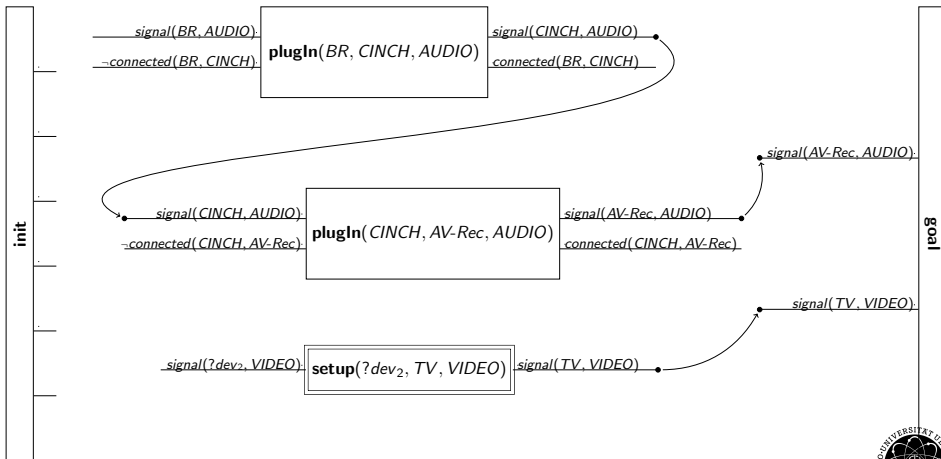 signal(BR, AUDIO)
plugIn(BR, CINCH, AUDIO)
signal(CINCH, AUDIO)
¬connected(BR, CINCH)
connected(BR, CINCH)
signal(AV-Rec, AUDIO)
init
signal(CINCH, AUDIO)
plugIn(CINCH, AV-Rec, AUDIO)
signal(AV-Rec, AUDIO)
¬connected(CINCH, AV-Rec)
connected(CINCH, AV-Rec)
goal
signal(TV, VIDEO)
signal(?dev₂, VIDEO)
setup(?dev₂, TV, VIDEO)
signal(TV, VIDEO)